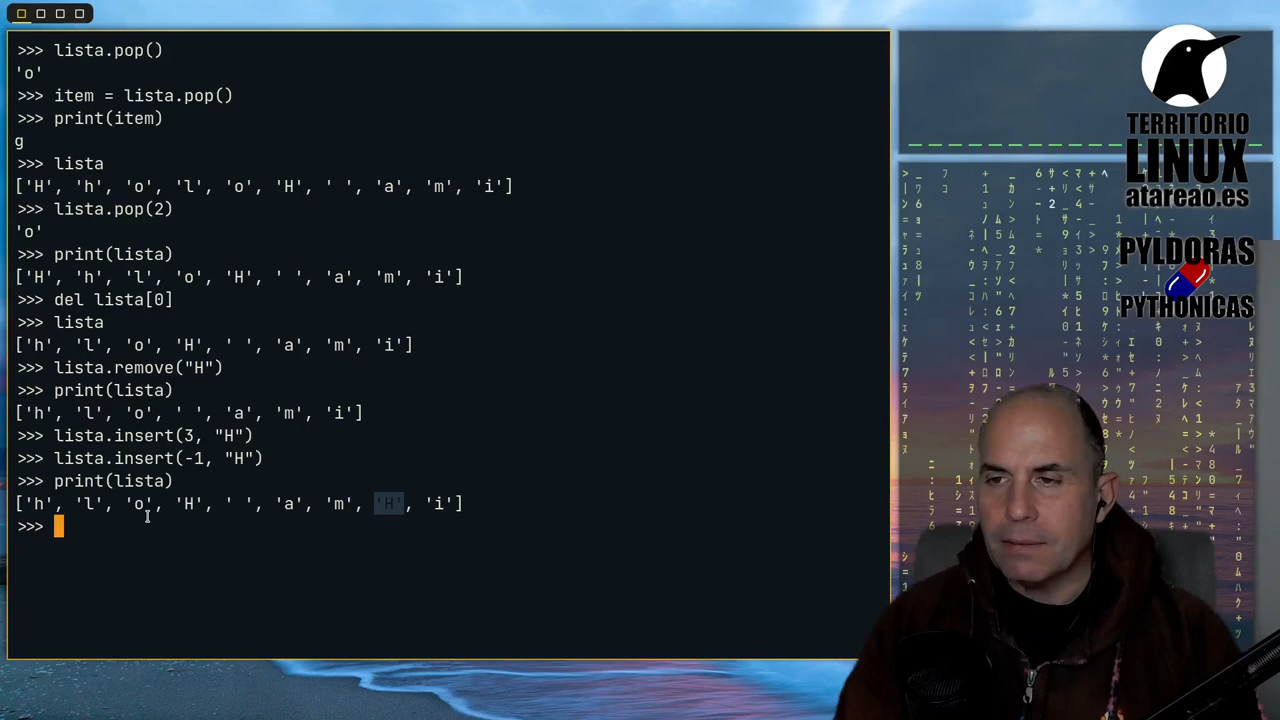 >>> lista.pop()
'o'
>>> item = lista.pop()
>>> print(item)
g
>>> lista
['H', 'h', 'o', 'l', 'o', 'H', ' ', 'a', 'm', 'i']
>>> lista.pop(2)
'o'
>>> print(lista)
['H', 'h', 'l', 'o', 'H', ' ', 'a', 'm', 'i']
>>> del lista[0]
>>> lista
['h', 'l', 'o', 'H', ' ', 'a', 'm', 'i']
>>> lista.remove("H")
>>> print(lista)
['h', 'l', 'o', ' ', 'a', 'm', 'i']
>>> lista.insert(3, "H")
>>> lista.insert(-1, "H")
>>> print(lista)
['h', 'l', 'o', 'H', ' ', 'a', 'm', 'H', 'i']
>>>
TERRITORIO
LINUX
atareao.es
PYLDORAS
PYTHONICAS